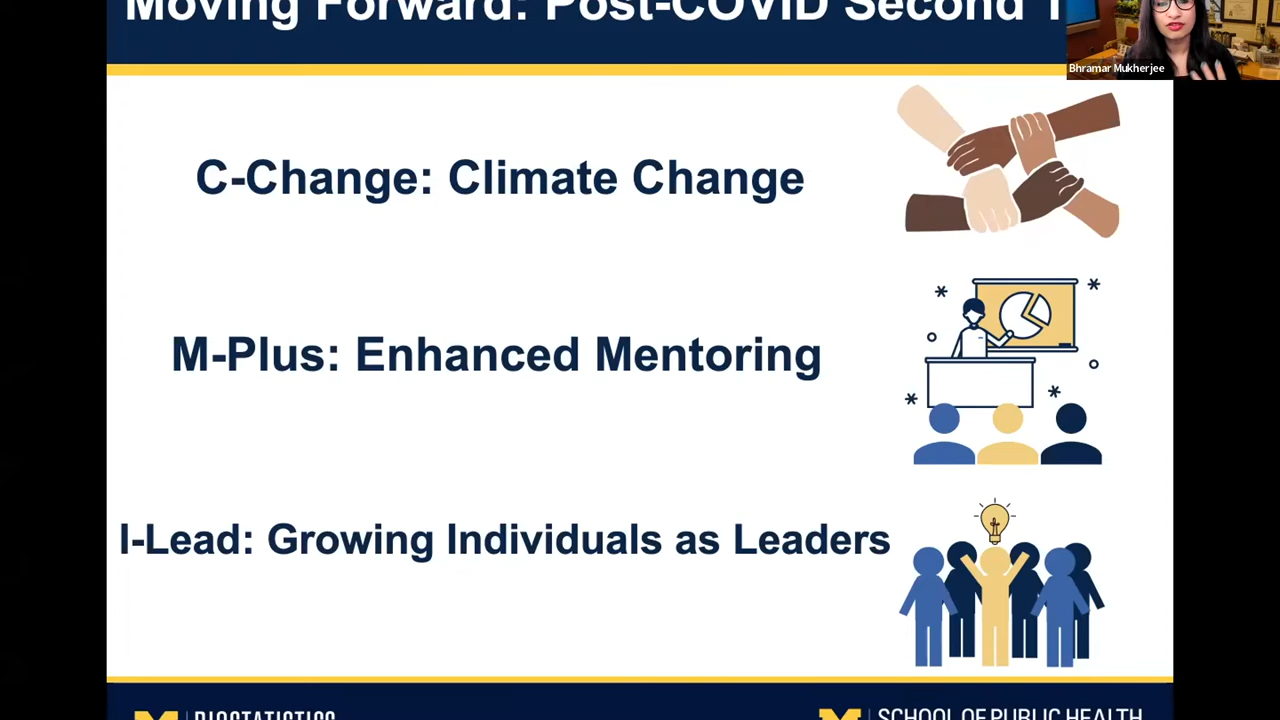 Moving Forward: Post-COVID Second T
Bhramar Mukherjee
C-Change: Climate Change
M-Plus: Enhanced Mentoring
I-Lead: Growing Individuals as Leaders
M BIOSTATISTICS
M SCHOOL OF PUBLIC HEALTH